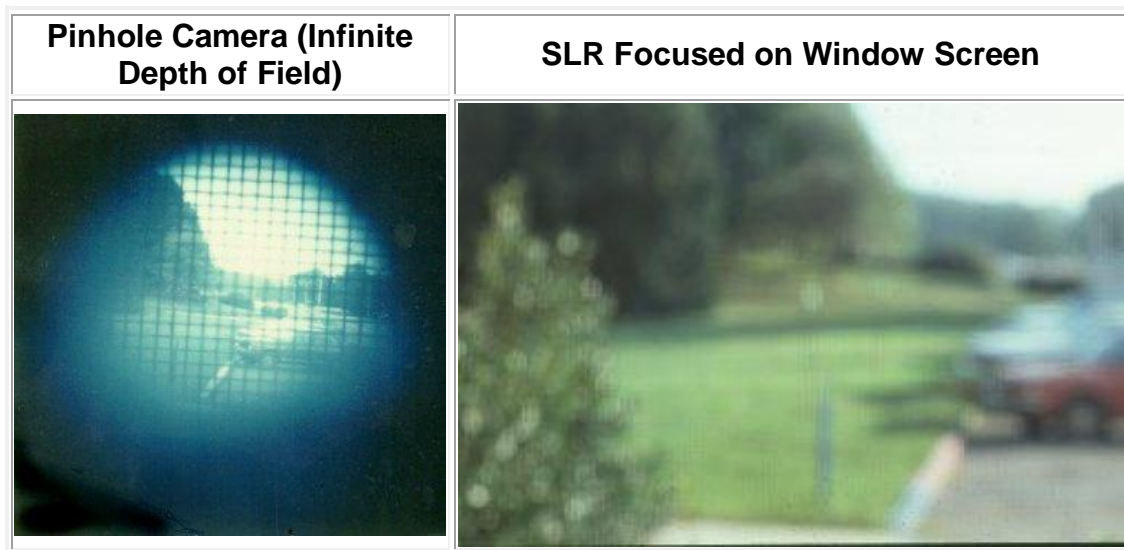 Pinhole Camera (Infinite
Depth of Field)
SLR Focused on Window Screen